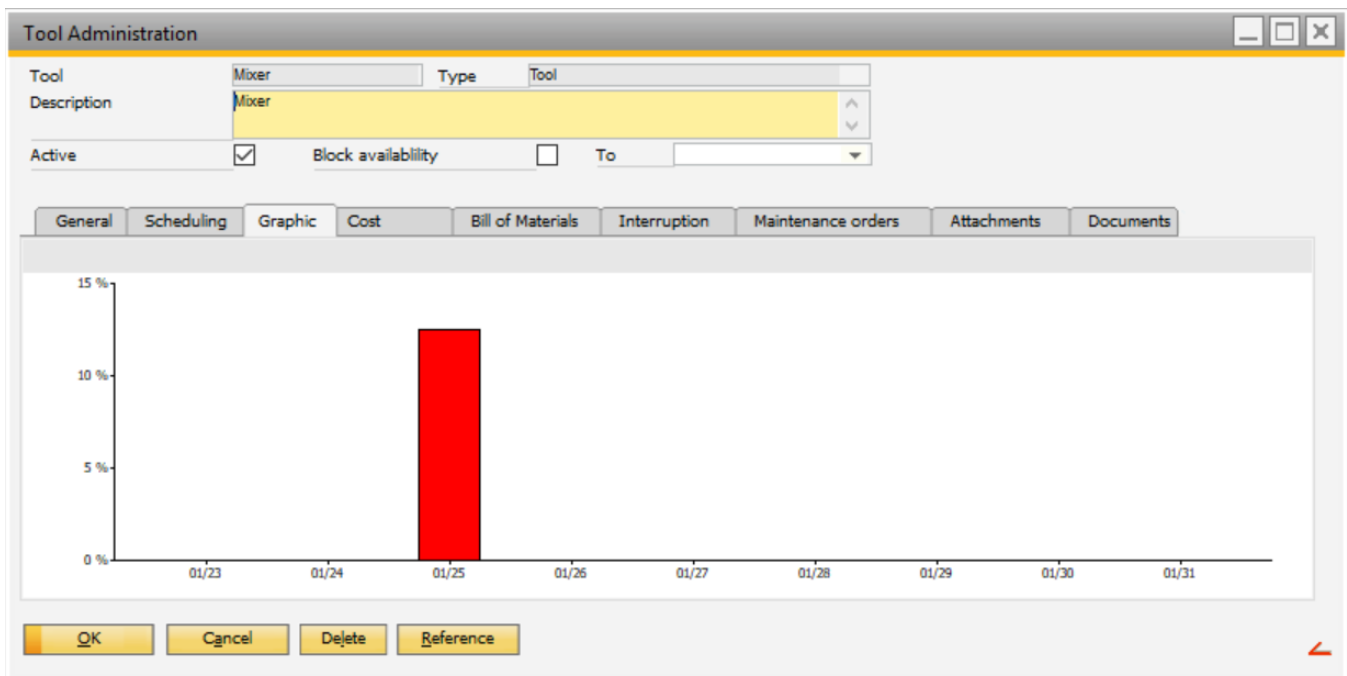 Tool Administration
Tool Mixer Type Tool
Description Mixer
Active Block availablility To
General Scheduling Graphic Cost Bill of Materials Interruption Maintenance orders Attachments Documents
15 %
10 %
5 %
0 %
01/23 01/24 01/25 01/26 01/27 01/28 01/29 01/30 01/31
OK Cancel Delete Reference